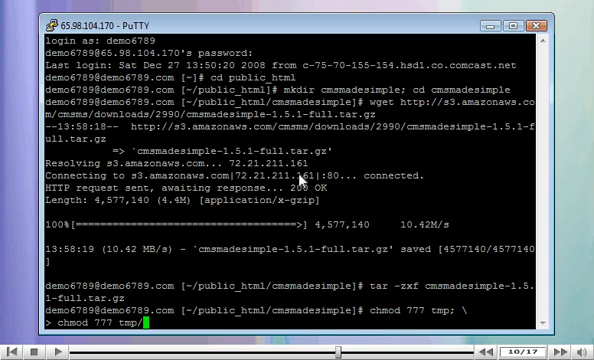 65.98.104.170 - PuTTY
login as: demo6789
demo6789@65.98.104.170's password:
Last login: Sat Dec 27 13:50:20 2008 from c-75-70-155-154.hsd1.co.comcast.net
demo6789@demo6789.com [~]# cd public_html
demo6789@demo6789.com [~/public_html]# mkdir cmsmadesimple; cd cmsmadesimple
demo6789@demo6789.com [~/public_html/cmsmadesimple]# wget http://s3.amazonaws.co
m/cmsms/downloads/2990/cmsmadesimple-1.5.1-full.tar.gz
--13:58:18-- http://s3.amazonaws.com/cmsms/downloads/2990/cmsmadesimple-1.5.1-f
ull.tar.gz
=> `cmsmadesimple-1.5.1-full.tar.gz'
Resolving s3.amazonaws.com... 72.21.211.161
Connecting to s3.amazonaws.com|72.21.211.161|:80... connected.
HTTP request sent, awaiting response... 200 OK
Length: 4,577,140 (4.4M) [application/x-gzip]
100%[=====================================>] 4,577,140 10.42M/s
13:58:19 (10.42 MB/s) - `cmsmadesimple-1.5.1-full.tar.gz' saved [4577140/4577140
]
demo6789@demo6789.com [~/public_html/cmsmadesimple]# tar -zxf cmsmadesimple-1.5.
1-full.tar.gz
demo6789@demo6789.com [~/public_html/cmsmadesimple]# chmod 777 tmp; \
> chmod 777 tmp/
10/17